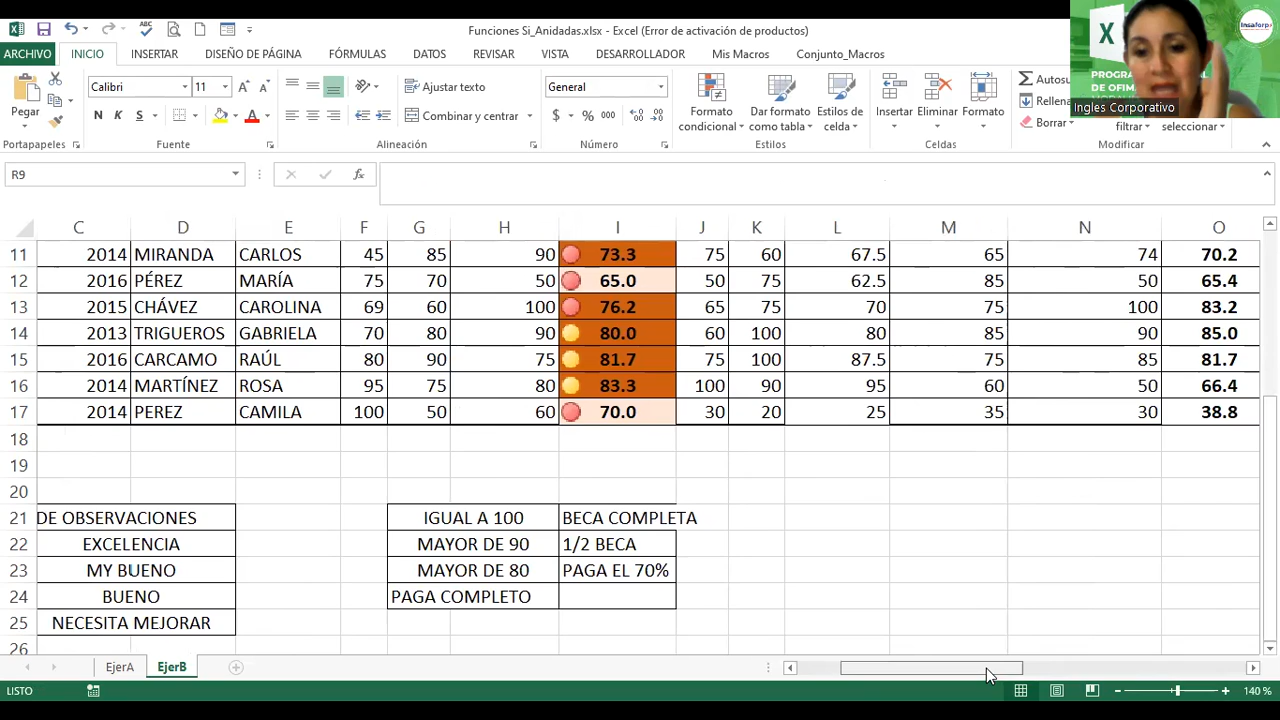 Funciones Si_Anidadas.xlsx - Excel (Error de activación de productos)
Insaforp
X
PROGRA
DE OFIM
Ingles Corporativo
ARCHIVO INICIO INSERTAR DISEÑO DE PÁGINA FÓRMULAS DATOS REVISAR VISTA DESARROLLADOR Mis Macros Conjunto_Macros
Calibri 11 Ajustar texto General Autosu
Pegar N K S Combinar y centrar $ % 000 Formato condicional Dar formato como tabla Estilos de celda Insertar Eliminar Formato Rellena
Borrar filtrar seleccionar
Portapapeles Fuente Alineación Número Estilos Celdas Modificar
R9 fx
C D E F G H I J K L M N O
11 2014 MIRANDA CARLOS 45 85 90 73.3 75 60 67.5 65 74 70.2
12 2016 PÉREZ MARÍA 75 70 50 65.0 50 75 62.5 85 50 65.4
13 2015 CHÁVEZ CAROLINA 69 60 100 76.2 65 75 70 75 100 83.2
14 2013 TRIGUEROS GABRIELA 70 80 90 80.0 60 100 80 85 90 85.0
15 2016 CARCAMO RAÚL 80 90 75 81.7 75 100 87.5 75 85 81.7
16 2014 MARTÍNEZ ROSA 95 75 80 83.3 100 90 95 60 50 66.4
17 2014 PEREZ CAMILA 100 50 60 70.0 30 20 25 35 30 38.8
18
19
20
21 DE OBSERVACIONES IGUAL A 100 BECA COMPLETA
22 EXCELENCIA MAYOR DE 90 1/2 BECA
23 MY BUENO MAYOR DE 80 PAGA EL 70%
24 BUENO PAGA COMPLETO
25 NECESITA MEJORAR
26
EjerA EjerB
LISTO 140 %